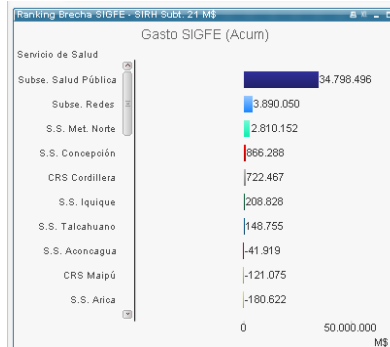 Ranking Brecha SIGFE - SIRH Subt. 21 M$
Gasto SIGFE (Acum)
Servicio de Salud
Subse. Salud Pública 34.798.496
Subse. Redes 3.890.050
S.S. Met. Norte 2.810.152
S.S. Concepción 866.288
CRS Cordillera 722.467
S.S. Iquique 208.828
S.S. Talcahuano 148.755
S.S. Aconcagua -41.919
CRS Maipú -121.075
S.S. Arica -180.622
0 50.000.000
M$